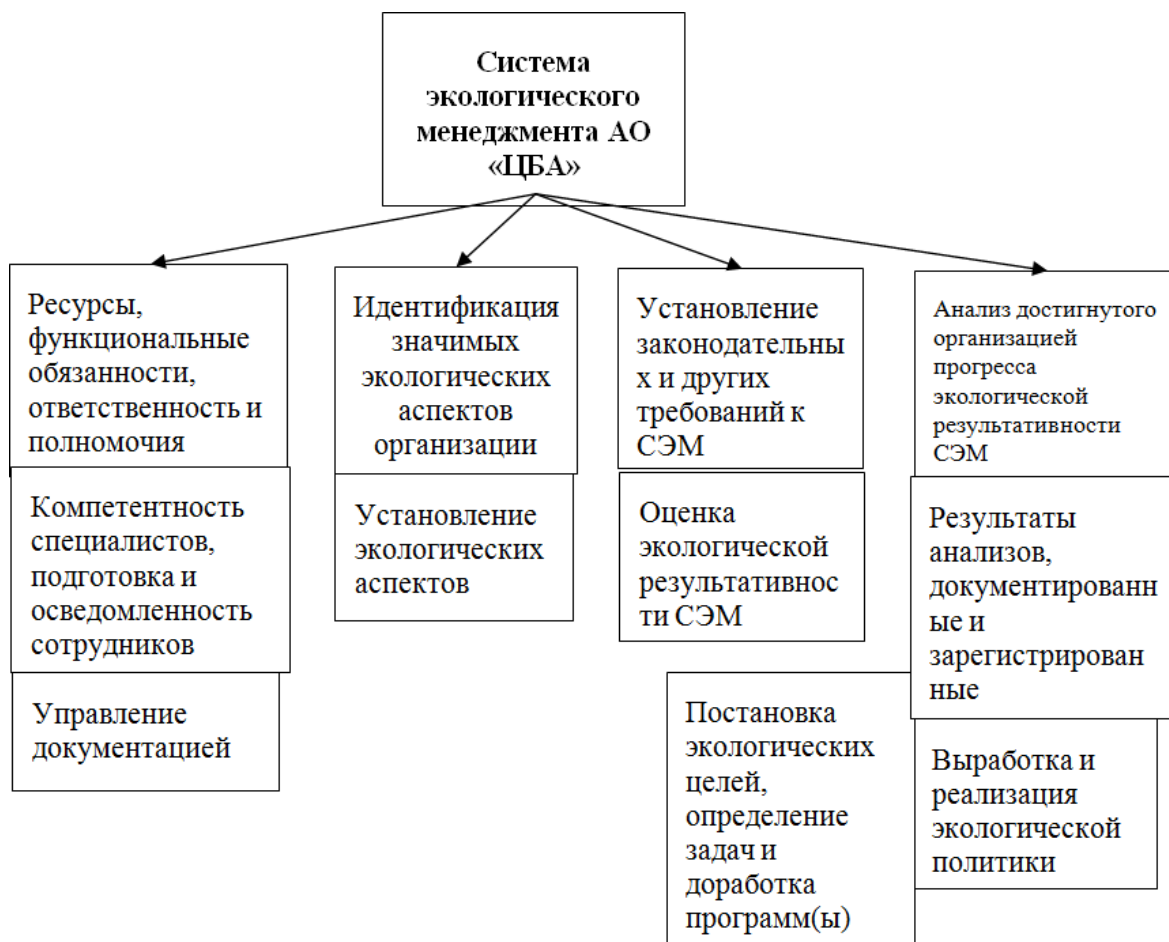 Система
экологического
менеджмента АО
«ЦБА»
Ресурсы,
функциональные
обязанности,
ответственность и
полномочия
Компетентность
специалистов,
подготовка и
осведомленность
сотрудников
Управление
документацией
Идентификация
значимых
экологических
аспектов
организации
Установление
экологических
аспектов
Установление
законодательны
х и других
требований к
СЭМ
Оценка
экологической
результативнос
ти СЭМ
Постановка
экологических
целей,
определение
задач и
доработка
программ(ы)
Анализ достигнутого
организацией
прогресса
экологической
результативности
СЭМ
Результаты
анализов,
документированн
ые и
зарегистрирован
ные
Выработка и
реализация
экологической
политики